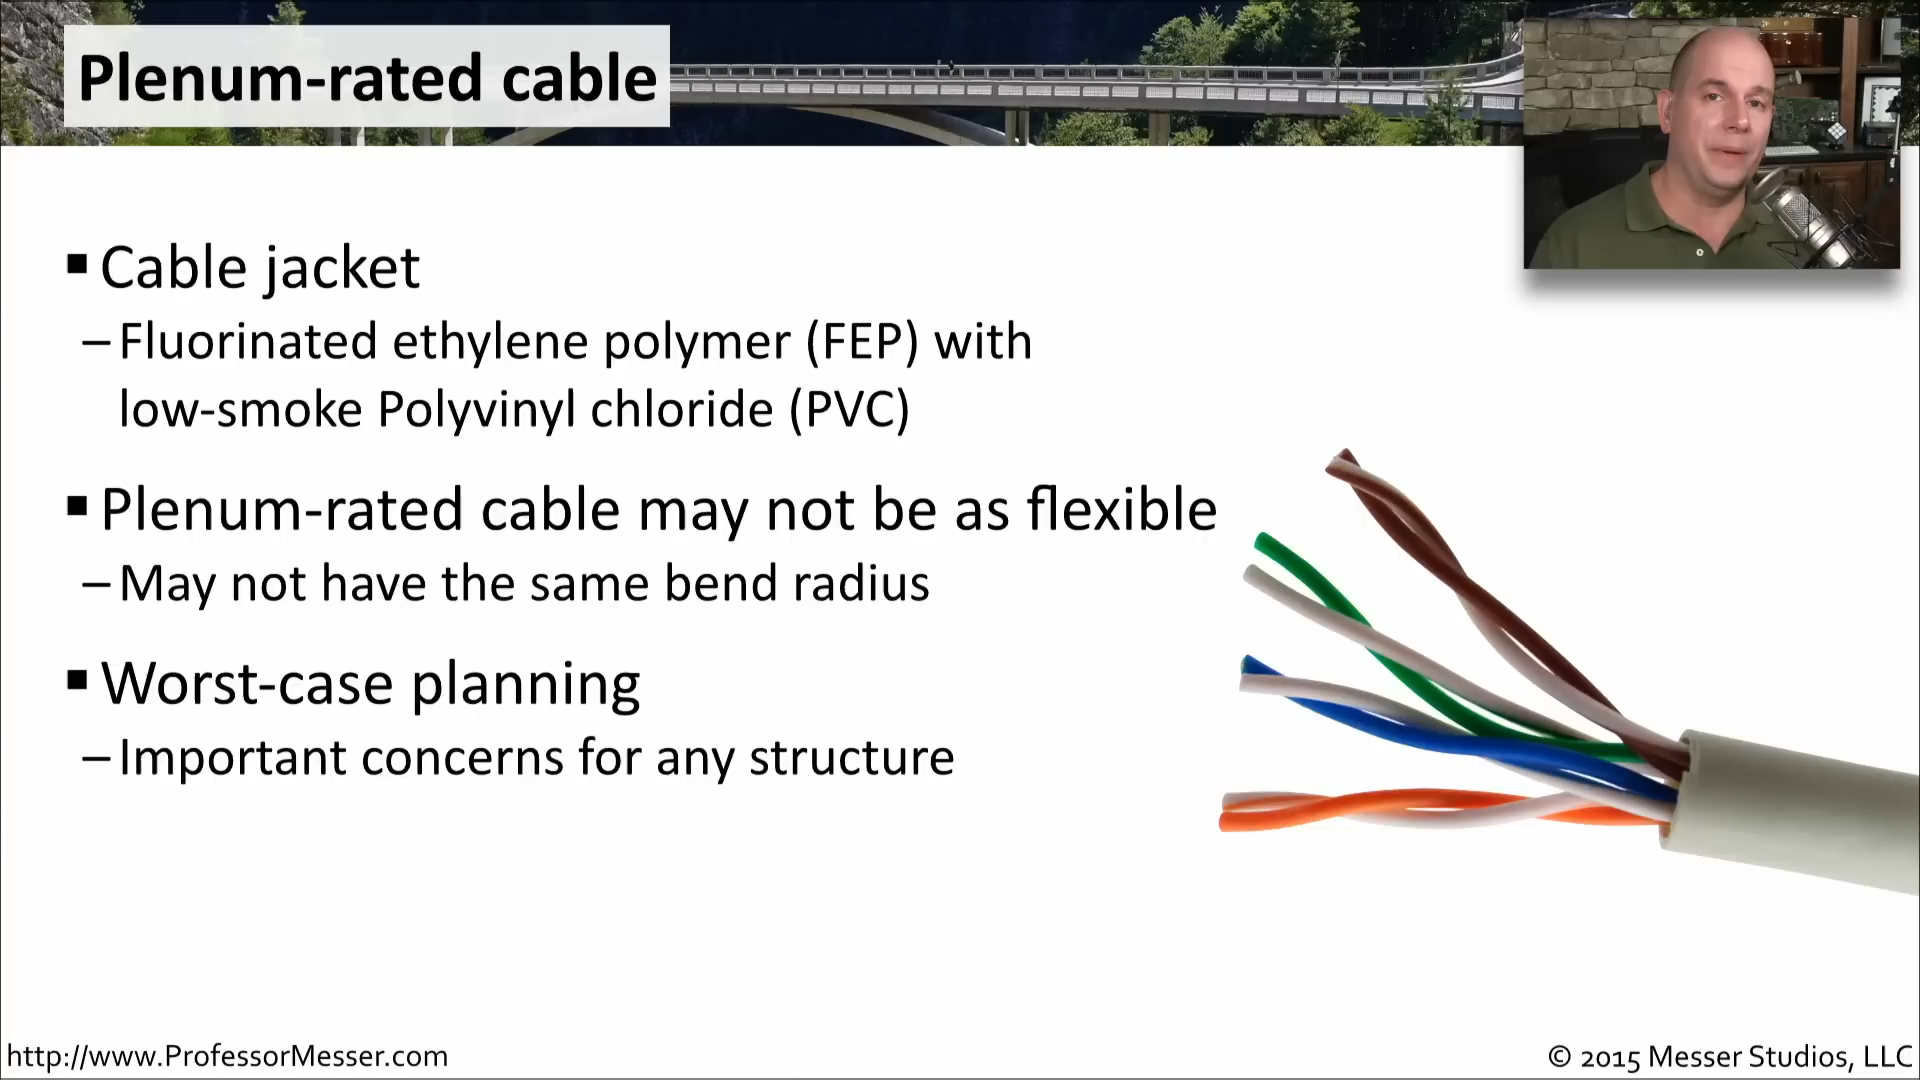 Plenum-rated cable
▪ Cable jacket
– Fluorinated ethylene polymer (FEP) with
low-smoke Polyvinyl chloride (PVC)
▪ Plenum-rated cable may not be as flexible
– May not have the same bend radius
▪ Worst-case planning
– Important concerns for any structure
http://www.ProfessorMesser.com
© 2015 Messer Studios, LLC